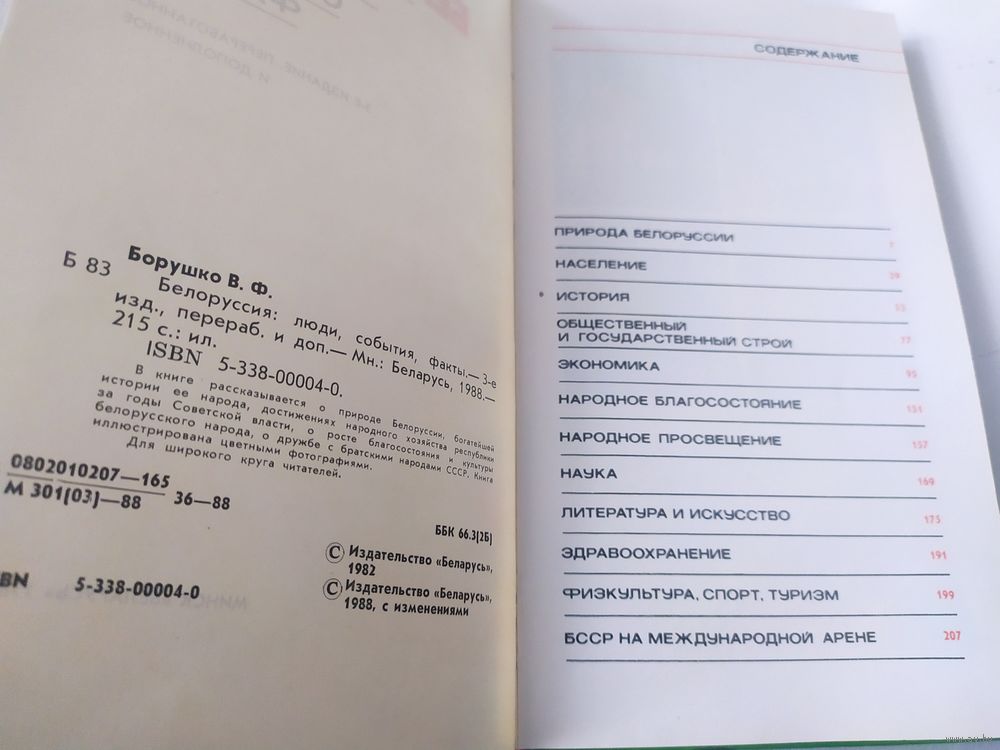 Борушко В. Ф.
Б 83
Белоруссия: люди, события, факты.— 3-е
изд., перераб. и доп.— Мн.: Беларусь, 1988.—
215 с.: ил.
ISBN 5-338-00004-0.
В книге рассказывается о природе Белоруссии, богатейшей
истории ее народа, достижениях народного хозяйства республики
за годы Советской власти, о росте благосостояния и культуры
белорусского народа, о дружбе с братскими народами СССР. Книга
иллюстрирована цветными фотографиями.
Для широкого круга читателей.
0802010207—165
М 301(03)—88
36—88
ББК 66.3(2Б)
© Издательство «Беларусь»,
1982
© Издательство «Беларусь»,
1988, с изменениями
BN 5-338-00004-0
СОДЕРЖАНИЕ
ПРИРОДА БЕЛОРУССИИ
НАСЕЛЕНИЕ
ИСТОРИЯ
ОБЩЕСТВЕННЫЙ
И ГОСУДАРСТВЕННЫЙ СТРОЙ 77
ЭКОНОМИКА 95
НАРОДНОЕ БЛАГОСОСТОЯНИЕ 131
НАРОДНОЕ ПРОСВЕЩЕНИЕ 157
НАУКА 169
ЛИТЕРАТУРА И ИСКУССТВО 175
ЗДРАВООХРАНЕНИЕ 191
ФИЗКУЛЬТУРА, СПОРТ, ТУРИЗМ 199
БССР НА МЕЖДУНАРОДНОЙ АРЕНЕ 207